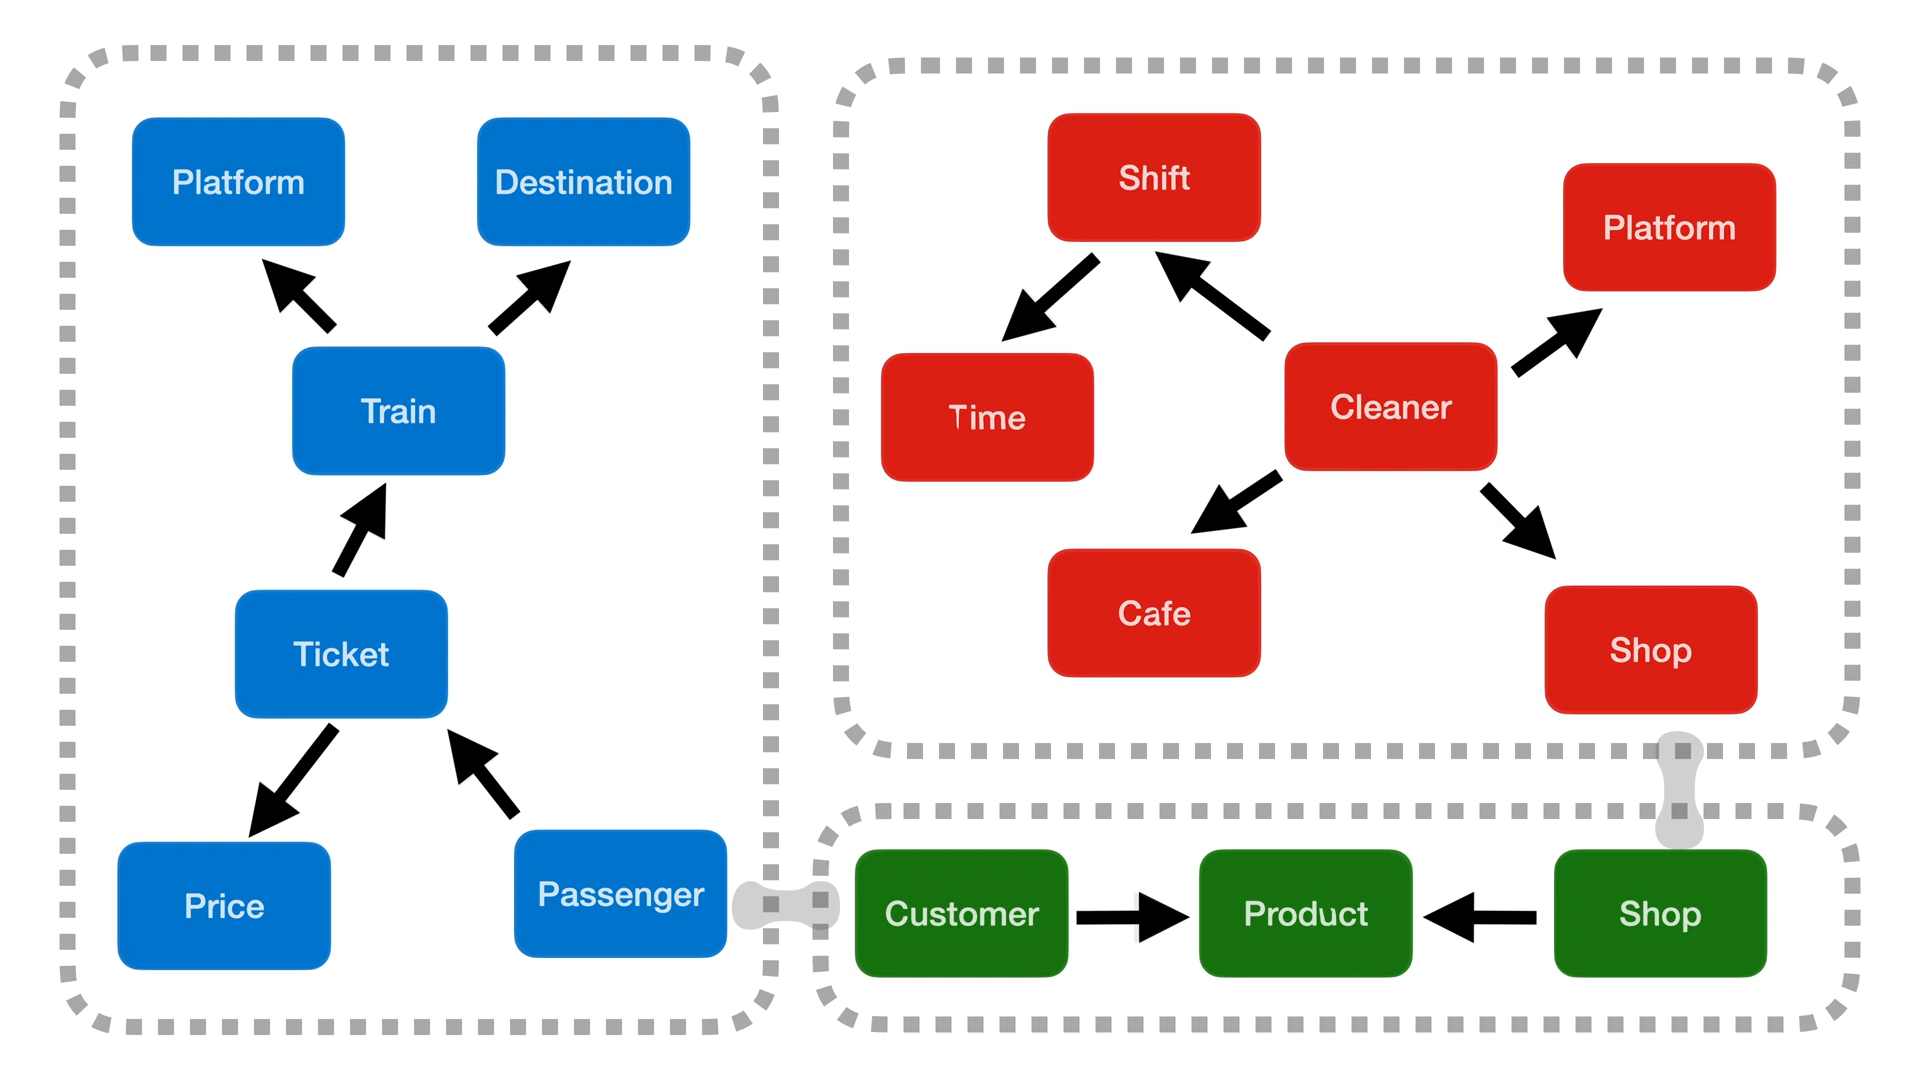 Platform
Destination
Train
Ticket
Price
Passenger
Shift
Platform
Time
Cleaner
Cafe
Shop
Customer
Product
Shop